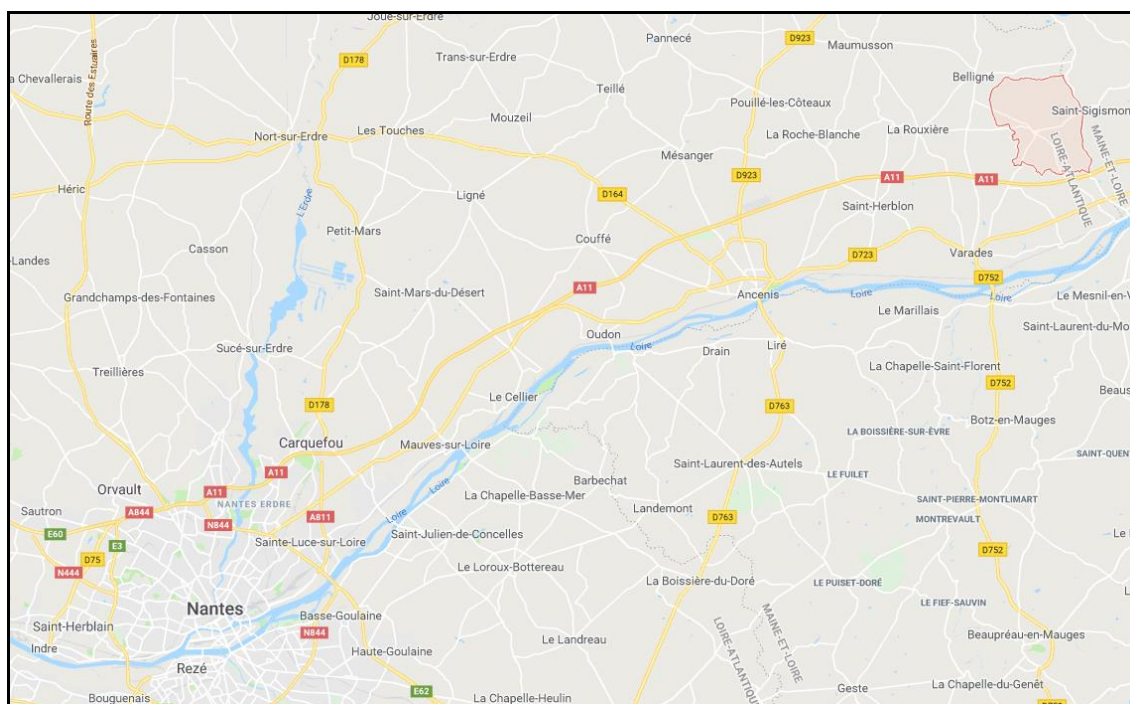 Joué-sur-Erdre
Pannecé
D923
Maumusson
Trans-sur-Erdre
D178
Belligné
a Chevallerais
Teillé
Route des Estuaires
Pouillé-les-Côteaux
Saint-Sigismon
Mouzeil
Les Touches
La Roche-Blanche
La Rouxière
Nort-sur-Erdre
Mésanger
MAINE-ET-LOIRE
LOIRE-ATLANTIQUE
D923
A11
A11
Héric
Ligné
D164
L'Erdre
Saint-Herblon
Petit-Mars
Couffé
Casson
D723
Varades
-Landes
D752
A11
Saint-Mars-du-Désert
Ancenis
Loire
Loire
Le Mesnil-en-V
Grandchamps-des-Fontaines
Le Marillais
Saint-Laurent-du-Mo
Oudon
Loire
Drain
Liré
Sucé-sur-Erdre
La Chapelle-Saint-Florent
Treillières
D752
Beaus
Le Cellier
D178
D763
Botz-en-Mauges
LA BOISSIÈRE-SUR-ÈVRE
Carquefou
Mauves-sur-Loire
SAINT-QUEN
Saint-Laurent-des-Autels
A11
LE FUILET
Barbechat
Orvault
A11
Loire
La Chapelle-Basse-Mer
SAINT-PIERRE-MONTLIMART
NANTES ERDRE
Landemont
Sautron
A844
A811
Loire
D763
MONTREVAULT
N844
E60
Saint-Julien-de-Concelles
Le
E3
Sainte-Luce-sur-Loire
D752
D75
Le Loroux-Bottereau
N444
La Boissière-du-Doré
LE PUISET-DORÉ
L
Nantes
LE FIEF-SAUVIN
Basse-Goulaine
Saint-Herblain
N844
Le Landreau
MAINE-ET-LOIRE
LOIRE-ATLANTIQUE
Beaupréau-en-Mauges
Indre
Haute-Goulaine
Rezé
E62
Geste
La Chapelle-du-Genêt
Bouguenais
La Chapelle-Heulin